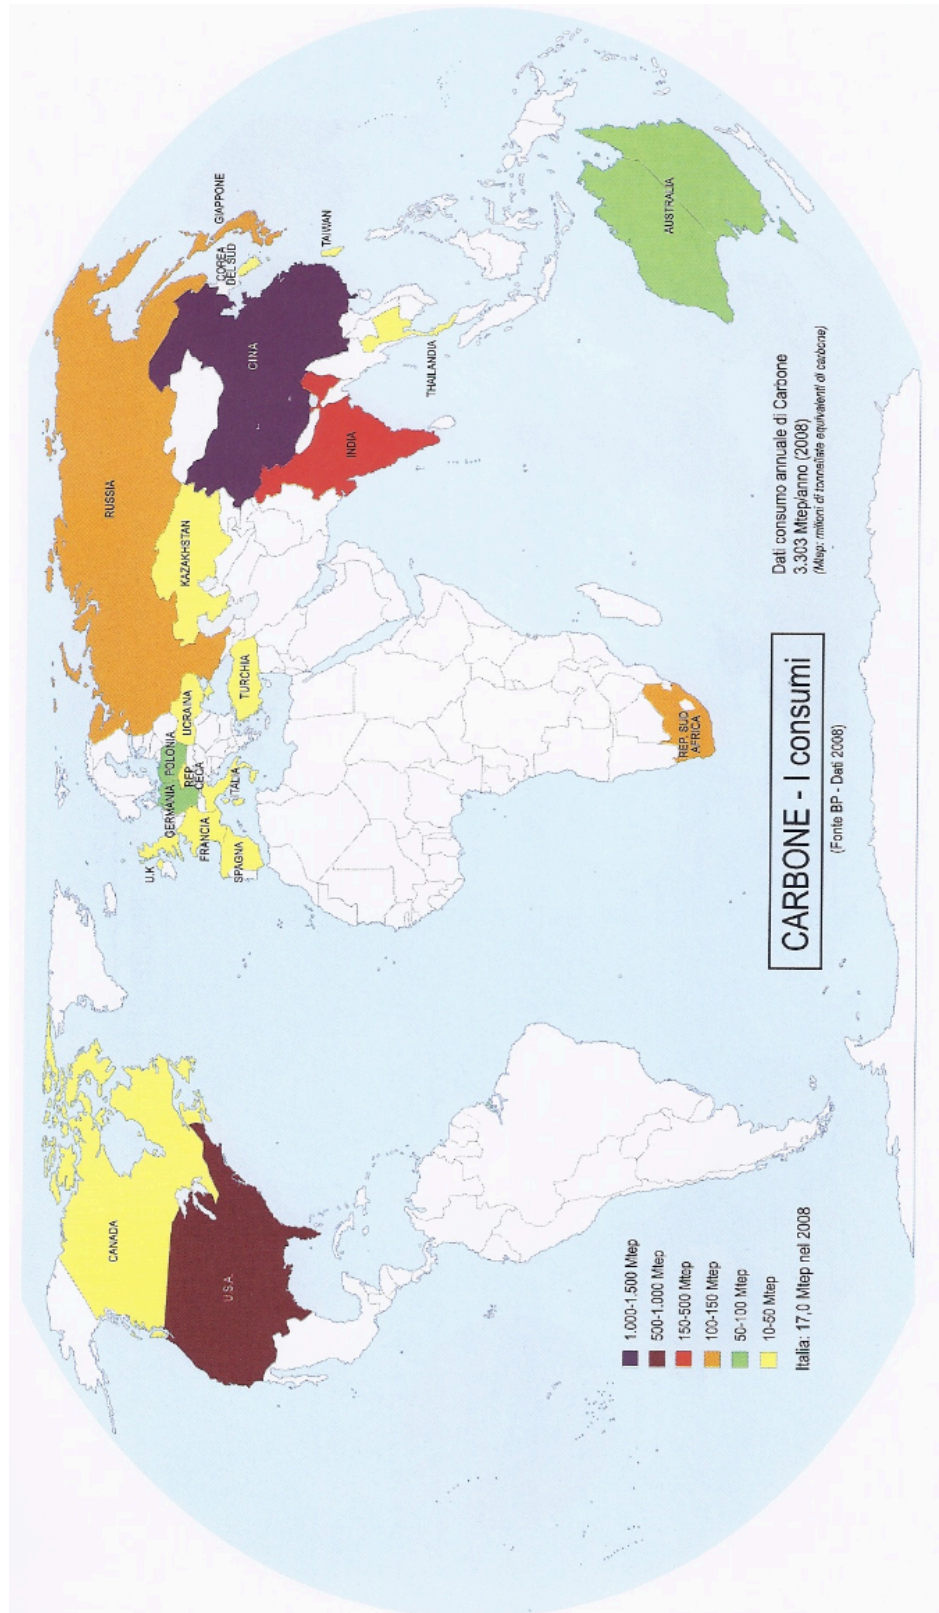 CARBONE - I consumi
(Fonte BP - Dati 2008)
Dati consumo annuale di Carbone
3.303 Mtep/anno (2008)
(Mtep: milioni di tonnellate equivalenti di carbone)
CANADA
U.S.A.
U.K
GERMANIA
POLONIA
REP.
CECA
FRANCIA
SPAGNA
ITALIA
UCRAINA
TURCHIA
RUSSIA
KAZAKHSTAN
CINA
INDIA
COREA
DEL SUD
GIAPPONE
TAIWAN
THAILANDIA
REP. SUD
AFRICA
AUSTRALIA
1.000-1.500 Mtep
500-1.000 Mtep
150-500 Mtep
100-150 Mtep
50-100 Mtep
10-50 Mtep
Italia: 17,0 Mtep nel 2008